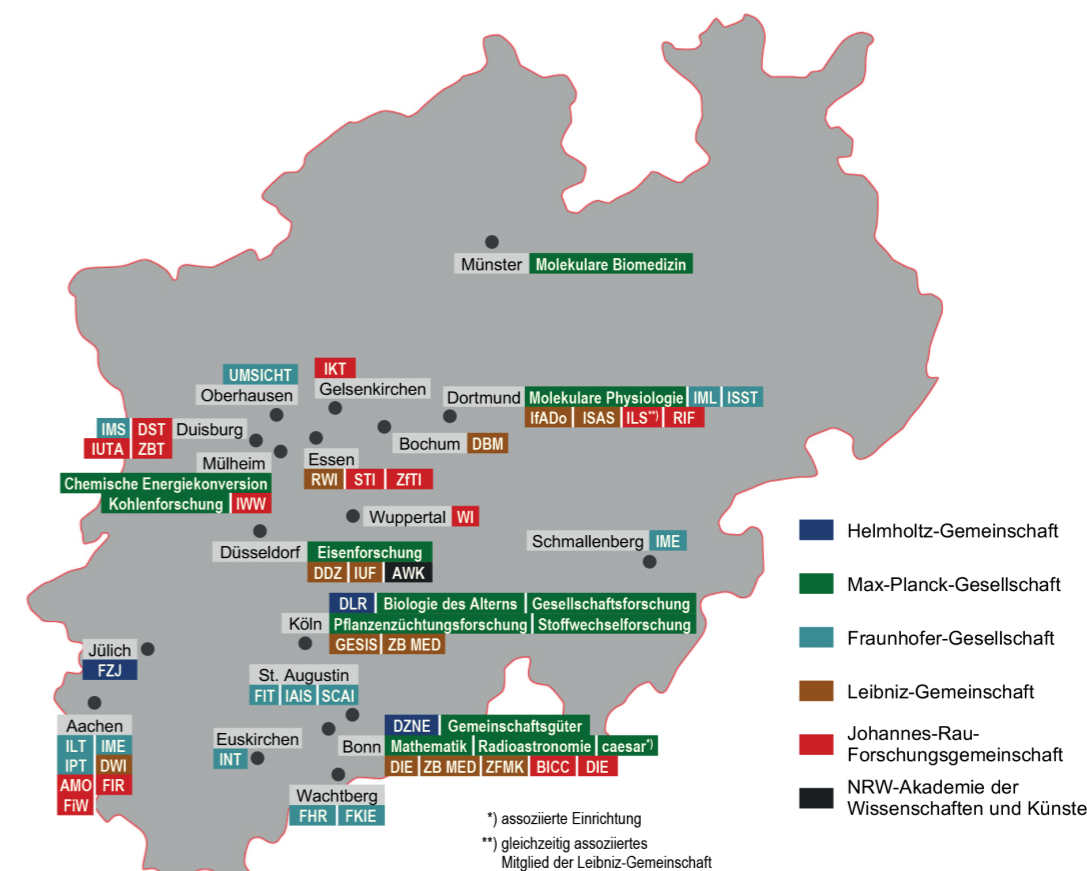 Münster Molekulare Biomedizin
UMSICHT
Oberhausen
IKT
Gelsenkirchen
Dortmund Molekulare Physiologie IML ISST
IfADo ISAS ILS**) RIF
IMS DST Duisburg
IUTA ZBT
Bochum DBM
Mülheim
Chemische Energiekonversion
Kohlenforschung IWW
Essen
RWI STI ZfTI
Wuppertal WI
Düsseldorf Eisenforschung
DDZ IUF AWK
Schmallenberg IME
Köln
DLR Biologie des Alterns Gesellschaftsforschung
Pflanzenzüchtungsforschung Stoffwechselforschung
GESIS ZB MED
Jülich
FZJ
St. Augustin
FIT IAIS SCAI
Aachen
ILT IME
IPT DWI
AMO FIR
FiW
Euskirchen
INT
Bonn
DZNE Gemeinschaftsgüter
Mathematik Radioastronomie caesar*)
DIE ZB MED ZFMK BICC DIE
Wachtberg
FHR FKIE
*) assoziierte Einrichtung
**) gleichzeitig assoziiertes
Mitglied der Leibniz-Gemeinschaft
Helmholtz-Gemeinschaft
Max-Planck-Gesellschaft
Fraunhofer-Gesellschaft
Leibniz-Gemeinschaft
Johannes-Rau-
Forschungsgemeinschaft
NRW-Akademie der
Wissenschaften und Künste